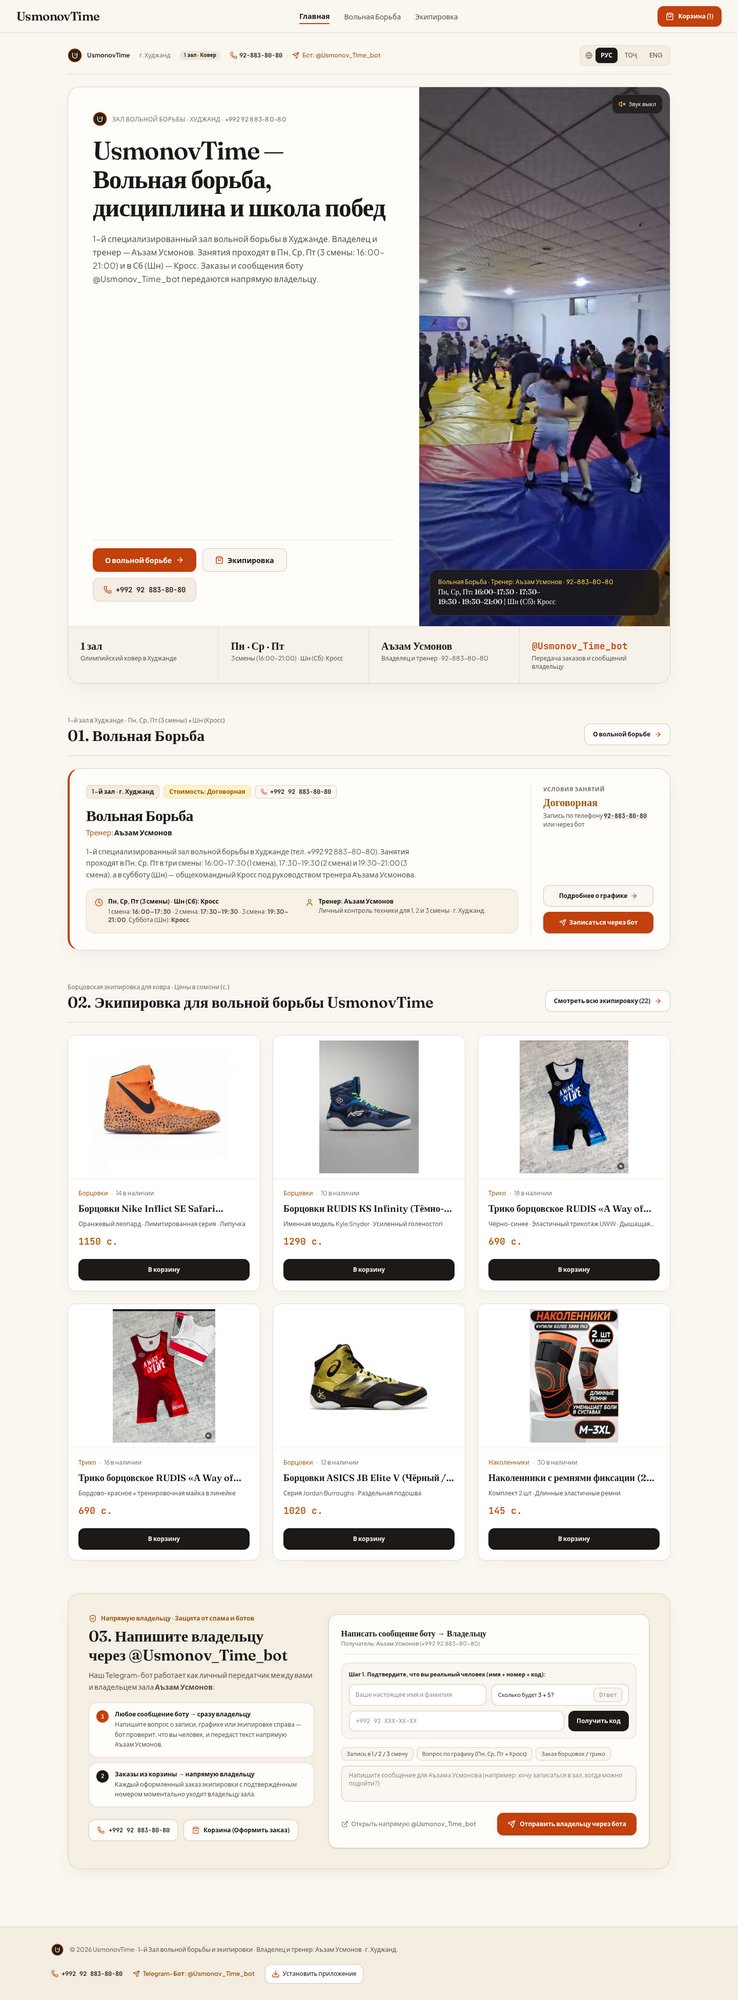 UsmonovTime
Главная
Вольная Борьба
Экипировка
Корзина (1)
UsmonovTime · г. Худжанд · 1 зал · Ковер · 92-883-80-80 Бот: @Usmonov_Time_bot
РУС ТОҶ ENG
ЗАЛ ВОЛЬНОЙ БОРЬБЫ · ХУДЖАНД · +992 92 883-80-80
UsmonovTime —
Вольная борьба,
дисциплина и школа побед
1-й специализированный зал вольной борьбы в Худжанде. Владелец и
тренер — Аъзам Усмонов. Занятия проходят в Пн, Ср, Пт (3 смены: 16:00–
21:00) и в Сб (Шн) — Кросс. Заказы и сообщения боту
@Usmonov_Time_bot передаются напрямую владельцу.
О вольной борьбе →
Экипировка
+992 92 883-80-80
Звук выкл
Вольная Борьба · Тренер: Аъзам Усмонов · 92-883-80-80
Пн, Ср, Пт: 16:00–17:30 · 17:30–
19:30 · 19:30–21:00 | Шн (Сб): Кросс
1 зал
Олимпийский ковер в Худжанде
Пн · Ср · Пт
3 смены (16:00–21:00) · Шн (Сб): Кросс
Аъзам Усмонов
Владелец и тренер · 92-883-80-80
@Usmonov_Time_bot
Передача заказов и сообщений
владельцу
1-й зал в Худжанде · Пн, Ср, Пт (3 смены) + Шн (Кросс)
01. Вольная Борьба
О вольной борьбе →
1-й зал · г. Худжанд
Стоимость: Договорная
+992 92 883-80-80
Вольная Борьба
Тренер: Аъзам Усмонов
1-й специализированный зал вольной борьбы в Худжанде (тел. +992 92 883-80-80). Занятия
проходят в Пн, Ср, Пт в три смены: 16:00–17:30 (1 смена), 17:30–19:30 (2 смена) и 19:30–21:00 (3
смена), а в субботу (Шн) — общекомандный Кросс под руководством тренера Аъзама Усмонова.
Пн, Ср, Пт (3 смены) · Шн (Сб): Кросс
1 смена: 16:00–17:30 · 2 смена: 17:30–19:30 · 3 смена: 19:30–
21:00. Суббота (Шн): Кросс.
Тренер: Аъзам Усмонов
Личный контроль техники для 1, 2 и 3 смены · г. Худжанд.
УСЛОВИЯ ЗАНЯТИЙ
Договорная
Запись по телефону 92-883-80-80
или через бот
Подробнее о графике →
Записаться через бот
Борцовская экипировка для ковра · Цены в сомони (с.)
02. Экипировка для вольной борьбы UsmonovTime
Смотреть всю экипировку (22) →
Борцовки · 14 в наличии
Борцовки Nike Inflict SE Safari...
Оранжевый леопард · Лимитированная серия · Липучка
1150 с.
В корзину
Борцовки · 10 в наличии
Борцовки RUDIS KS Infinity (Тёмно-...
Именная модель Kyle Snyder · Усиленный голеностоп
1290 с.
В корзину
A WAY OF LIFE
Трико · 18 в наличии
Трико борцовское RUDIS «A Way of...
Чёрно-синее · Эластичный трикотаж UWW · Дышащая...
690 с.
В корзину
A WAY OF LIFE
Трико · 16 в наличии
Трико борцовское RUDIS «A Way of...
Бордово-красное + тренировочная майка в линейке
690 с.
В корзину
Борцовки · 12 в наличии
Борцовки ASICS JB Elite V (Чёрный /...
Серия Jordan Burroughs · Раздельная подошва
1020 с.
В корзину
НАКОЛЕННИКИ
КУПИЛИ БОЛЕЕ 3000 РАЗ
2 ШТ
В НАБОРЕ
ДЛИННЫЕ
РЕМНИ
УМЕНЬШАЕТ БОЛИ
В СУСТАВАХ
M-3XL
Наколенники · 30 в наличии
Наколенники с ремнями фиксации (2...
Комплект 2 шт · Длинные эластичные ремни
145 с.
В корзину
Напрямую владельцу · Защита от спама и ботов
03. Напишите владельцу
через @Usmonov_Time_bot
Наш Telegram-бот работает как личный передатчик между вами
и владельцем зала Аъзам Усмонов:
1 Любое сообщение боту → сразу владельцу
Напишите вопрос о записи, графике или экипировке справа —
бот проверит, что вы человек, и передаст текст напрямую
Аъзам Усмонов.
2 Заказы из корзины → напрямую владельцу
Каждый оформленный заказ экипировки с подтверждённым
номером моментально уходит владельцу зала.
+992 92 883-80-80
Корзина (Оформить заказ)
Написать сообщение боту → Владельцу
Получатель: Аъзам Усмонов (+992 92 883-80-80)
Шаг 1. Подтвердите, что вы реальный человек (имя + номер + код):
Ваше настоящее имя и фамилия
Сколько будет 3 + 5?
Ответ
+992 92 XXX-XX-XX
Получить код
Запись в 1 / 2 / 3 смену
Вопрос по графику (Пн, Ср, Пт + Кросс)
Заказ борцовок / трико
Напишите сообщение для Аъзама Усмонова (например: хочу записаться в зал, когда можно
подойти?)
Открыть напрямую @Usmonov_Time_bot
Отправить владельцу через бота
© 2026 UsmonovTime · 1-й Зал вольной борьбы и экипировки · Владелец и тренер: Аъзам Усмонов · г. Худжанд.
+992 92 883-80-80
Telegram-Бот: @Usmonov_Time_bot
Установить приложение